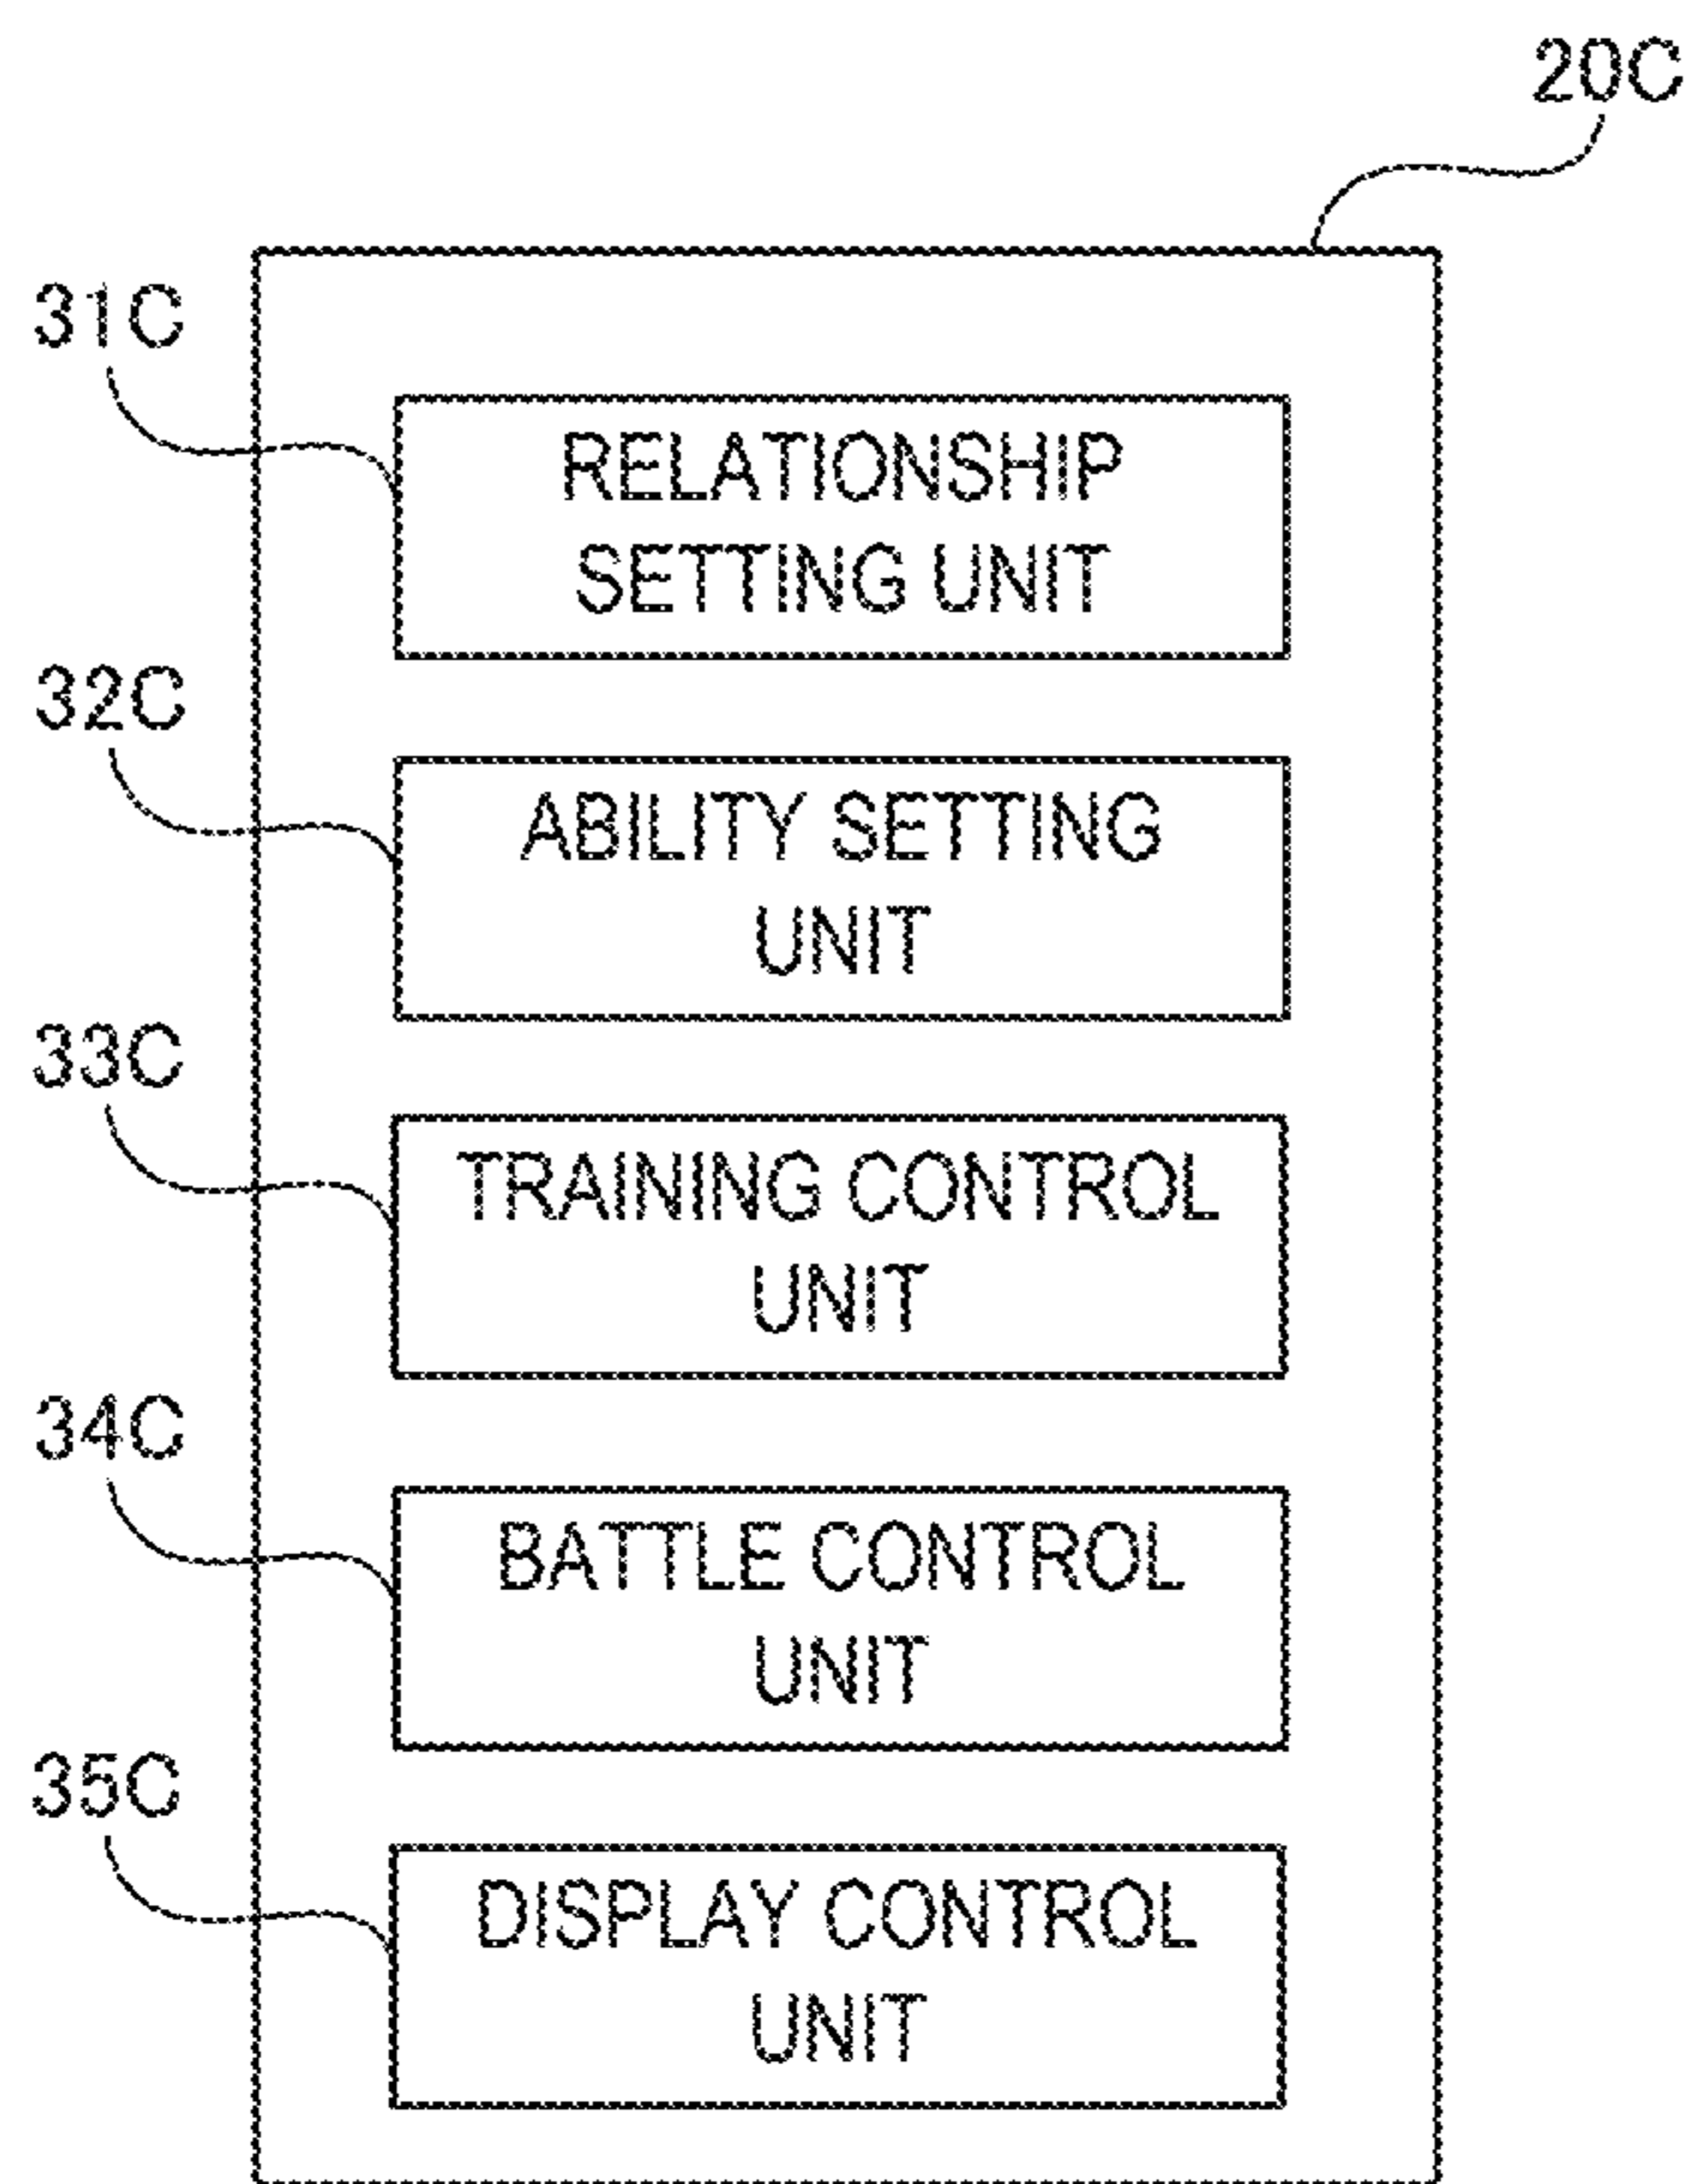 20C
31C
RELATIONSHIP
SETTING UNIT
32C
ABILITY SETTING
UNIT
33C
TRAINING CONTROL
UNIT
34C
BATTLE CONTROL
UNIT
35C
DISPLAY CONTROL
UNIT